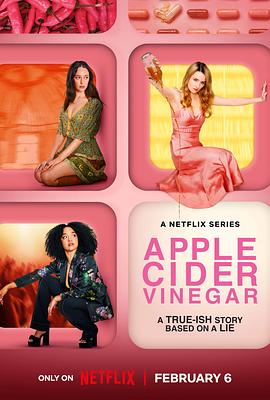 A NETFLIX SERIES
APPLE
CIDER
VINEGAR
A TRUE-ISH STORY
BASED ON A LIE
ONLY ON NETFLIX | FEBRUARY 6